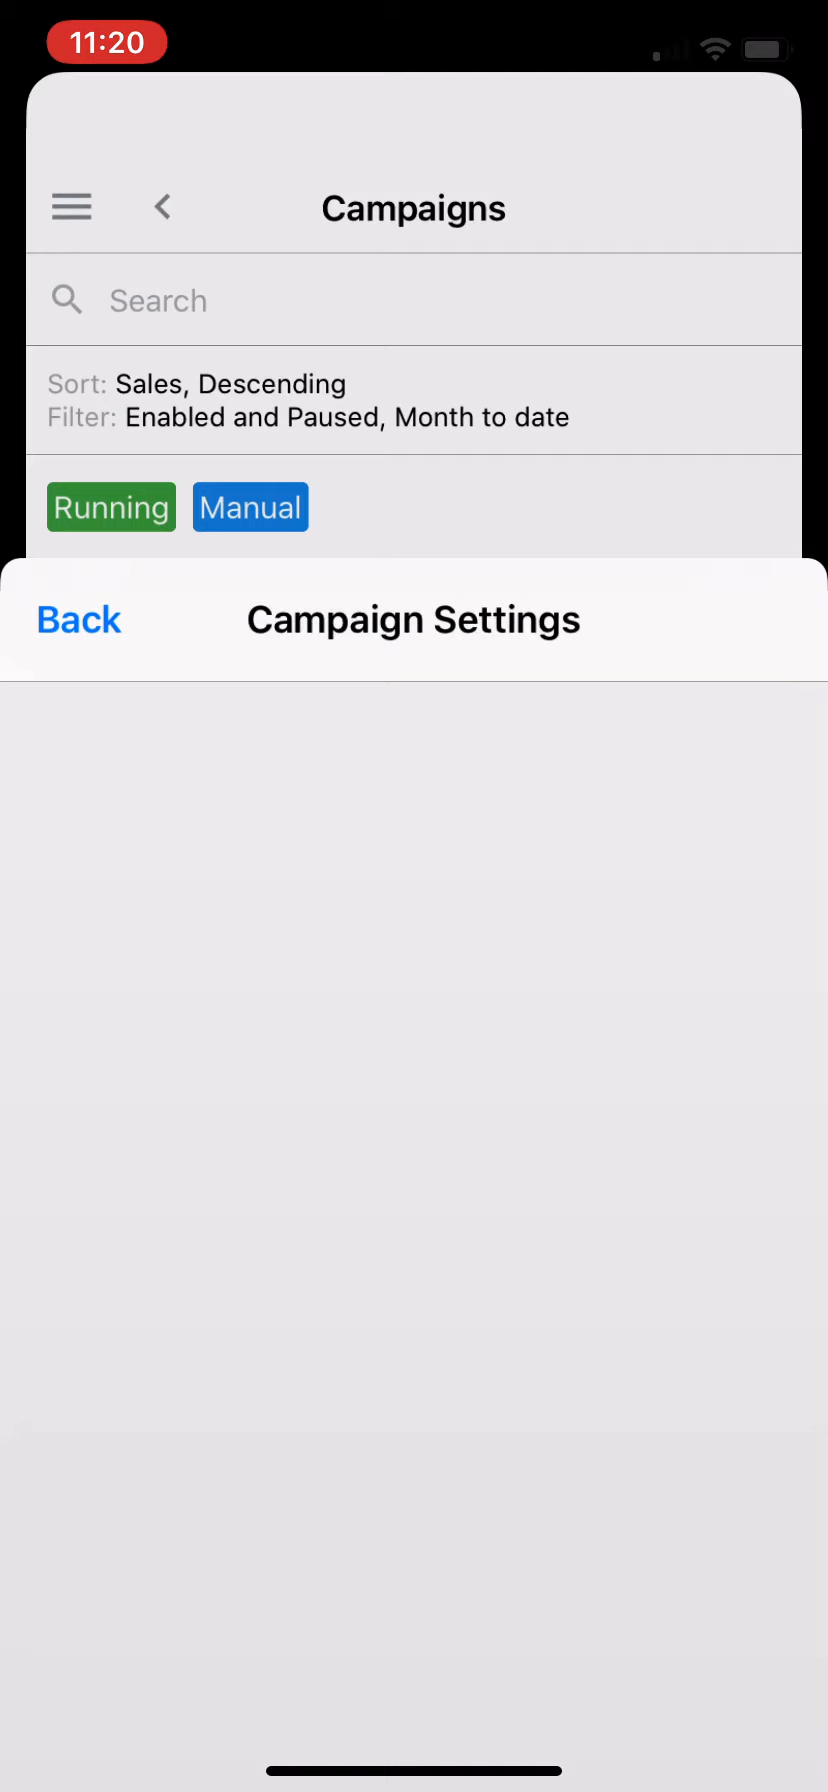 11:20
Campaigns
Search
Sort: Sales, Descending
Filter: Enabled and Paused, Month to date
Running Manual
Back Campaign Settings